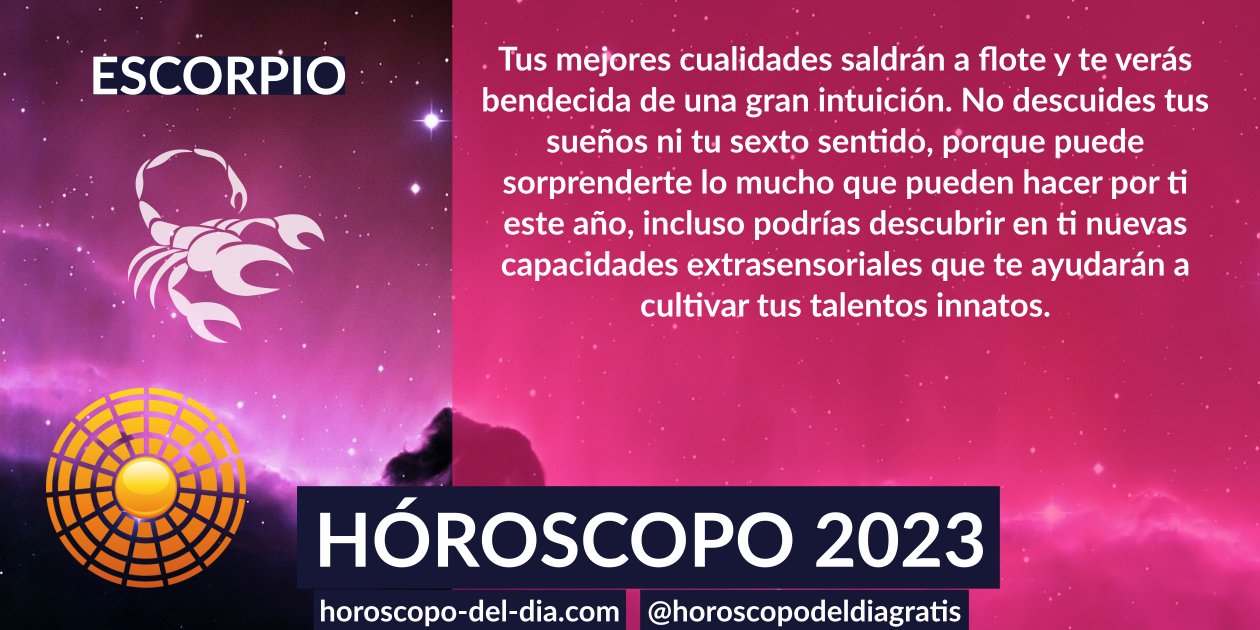 ESCORPIO
Tus mejores cualidades saldrán a flote y te verás
bendecida de una gran intuición. No descuides tus
sueños ni tu sexto sentido, porque puede
sorprenderte lo mucho que pueden hacer por ti
este año, incluso podrías descubrir en ti nuevas
capacidades extrasensoriales que te ayudarán a
cultivar tus talentos innatos.
HÓROSCOPO 2023
horoscopo-del-dia.com @horoscopodeldiagratis